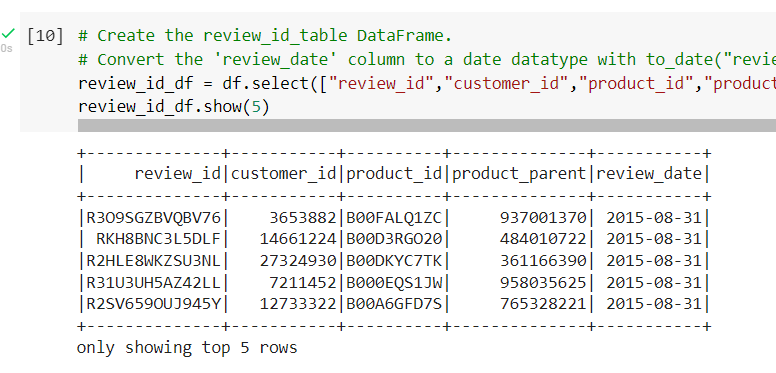 [10] # Create the review_id_table DataFrame.
0s # Convert the 'review_date' column to a date datatype with to_date("revie
review_id_df = df.select(["review_id","customer_id","product_id","product
review_id_df.show(5)
+--------------+-----------+----------+--------------+-----------+
|     review_id|customer_id|product_id|product_parent|review_date|
+--------------+-----------+----------+--------------+-----------+
|R3O9SGZBVQBV76|    3653882|B00FALQ1ZC|     937001370| 2015-08-31|
| RKH8BNC3L5DLF|   14661224|B00D3RGO20|     484010722| 2015-08-31|
|R2HLE8WKZSU3NL|   27324930|B00DKYC7TK|     361166390| 2015-08-31|
|R31U3UH5AZ42LL|    7211452|B000EQS1JW|     958035625| 2015-08-31|
|R2SV659OUJ945Y|   12733322|B00A6GFD7S|     765328221| 2015-08-31|
+--------------+-----------+----------+--------------+-----------+
only showing top 5 rows